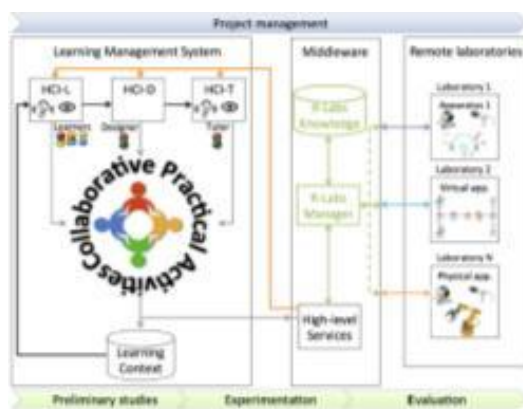 Project management
Learning Management System
Middleware
Remote laboratories
HCI-L
HCI-D
HCI-T
Learners
Designer
Tutor
Collaborative Practical Activities
Learning
Context
R-Labs
Knowledge
R-Labs
Manager
High-level
Services
Laboratory 1
Apparatus 1
Laboratory 2
Virtual app.
Laboratory N
Physical app.
Preliminary studies
Experimentation
Evaluation